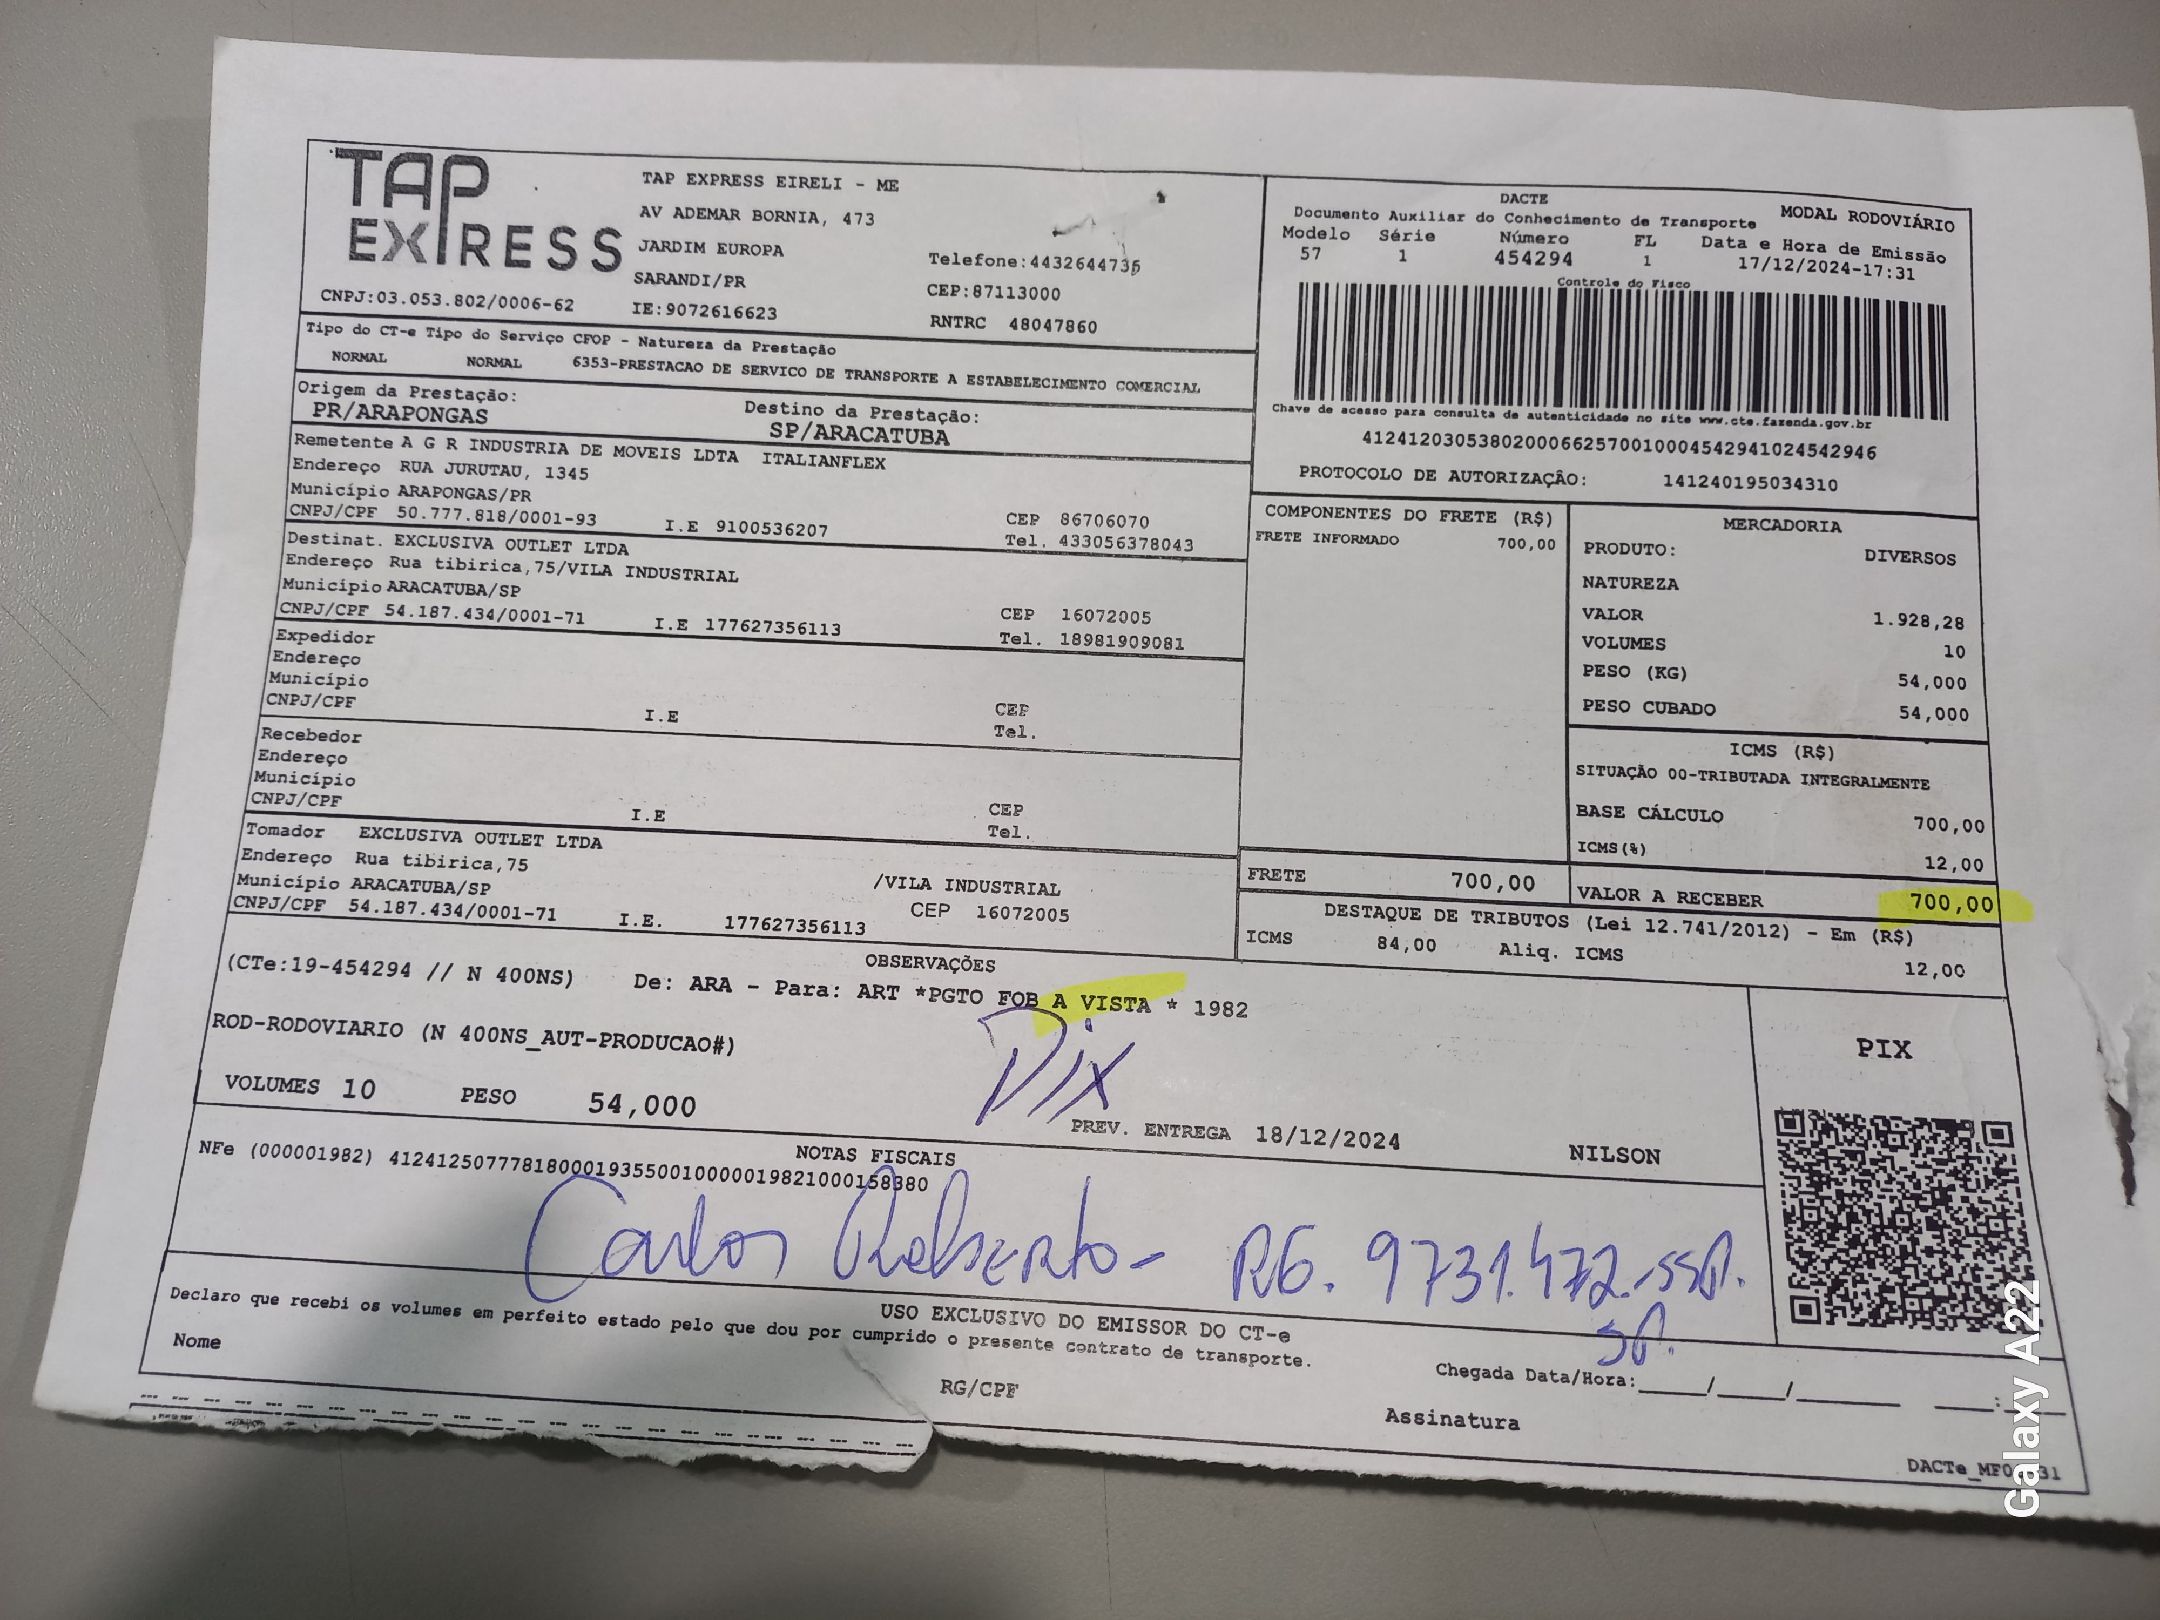 TAP EXPRESS
TAP EXPRESS EIRELI - ME
AV ADEMAR BORNIA, 473
JARDIM EUROPA
SARANDI/PR
Telefone:4432644736
CEP:87113000
CNPJ:03.053.802/0006-62
IE:9072616623
RNTRC 48047860
DACTE
MODAL RODOVIÁRIO
Documento Auxiliar do Conhecimento de Transporte
Modelo Série Número FL Data e Hora de Emissão
57 1 454294 1 17/12/2024-17:31
Controle do Fisco
Chave de acesso para consulta de autenticidade no site www.cte.fazenda.gov.br
41241203053802000662570010004542941024542946
PROTOCOLO DE AUTORIZAÇÂO: 141240195034310
Tipo do CT-e Tipo do Serviço CFOP - Natureza da Prestação
NORMAL NORMAL 6353-PRESTACAO DE SERVICO DE TRANSPORTE A ESTABELECIMENTO COMERCIAL
Origem da Prestação: Destino da Prestação:
PR/ARAPONGAS SP/ARACATUBA
Remetente A G R INDUSTRIA DE MOVEIS LDTA ITALIANFLEX
Endereço RUA JURUTAU, 1345
Município ARAPONGAS/PR CEP 86706070
CNPJ/CPF 50.777.818/0001-93 I.E 9100536207 Tel. 433056378043
Destinat. EXCLUSIVA OUTLET LTDA
Endereço Rua tibirica,75/VILA INDUSTRIAL
Município ARACATUBA/SP CEP 16072005
CNPJ/CPF 54.187.434/0001-71 I.E 177627356113 Tel. 18981909081
Expedidor
Endereço
Município CEP
CNPJ/CPF I.E Tel.
Recebedor
Endereço
Município CEP
CNPJ/CPF I.E Tel.
Tomador EXCLUSIVA OUTLET LTDA
Endereço Rua tibirica,75 /VILA INDUSTRIAL
Município ARACATUBA/SP CEP 16072005
CNPJ/CPF 54.187.434/0001-71 I.E. 177627356113
COMPONENTES DO FRETE (R$)
FRETE INFORMADO 700,00
MERCADORIA
PRODUTO: DIVERSOS
NATUREZA
VALOR 1.928,28
VOLUMES 10
PESO (KG) 54,000
PESO CUBADO 54,000
ICMS (R$)
SITUAÇÃO 00-TRIBUTADA INTEGRALMENTE
BASE CÁLCULO 700,00
ICMS(%) 12,00
FRETE 700,00
VALOR A RECEBER 700,00
DESTAQUE DE TRIBUTOS (Lei 12.741/2012) - Em (R$)
ICMS 84,00 Aliq. ICMS 12,00
OBSERVAÇÕES
(CTe:19-454294 // N 400NS) De: ARA - Para: ART *PGTO FOB A VISTA * 1982
ROD-RODOVIARIO (N 400NS_AUT-PRODUCAO#)
Pix
VOLUMES 10 PESO 54,000
PREV. ENTREGA 18/12/2024 NILSON
PIX
NOTAS FISCAIS
NFe (000001982) 41241250777818000193550010000019821000158380
Carlos Roberto - RG. 9731.472-SSP.
SP.
USO EXCLUSIVO DO EMISSOR DO CT-e
Declaro que recebi os volumes em perfeito estado pelo que dou por cumprido o presente contrato de transporte.
Nome RG/CPF Assinatura
Chegada Data/Hora:____/____/______ ____:____
Galaxy A22